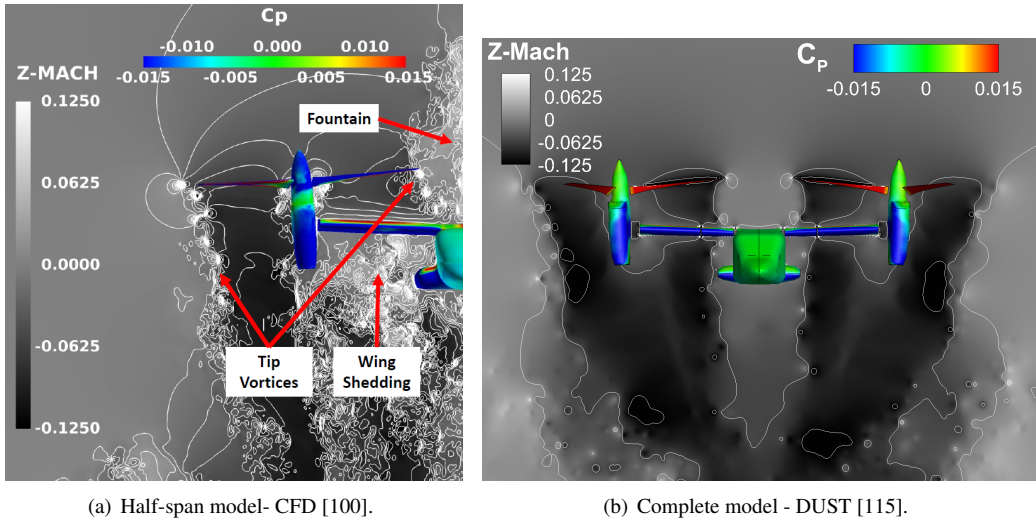 Cp
-0.010 0.000 0.010
-0.015 -0.005 0.005 0.015
Z-MACH
0.1250
0.0625
0.0000
-0.0625
-0.1250
Fountain
Tip
Vortices
Wing
Shedding
(a) Half-span model- CFD [100].
Z-Mach
0.125
0.0625
0
-0.0625
-0.125
CP
-0.015 0 0.015
(b) Complete model - DUST [115].